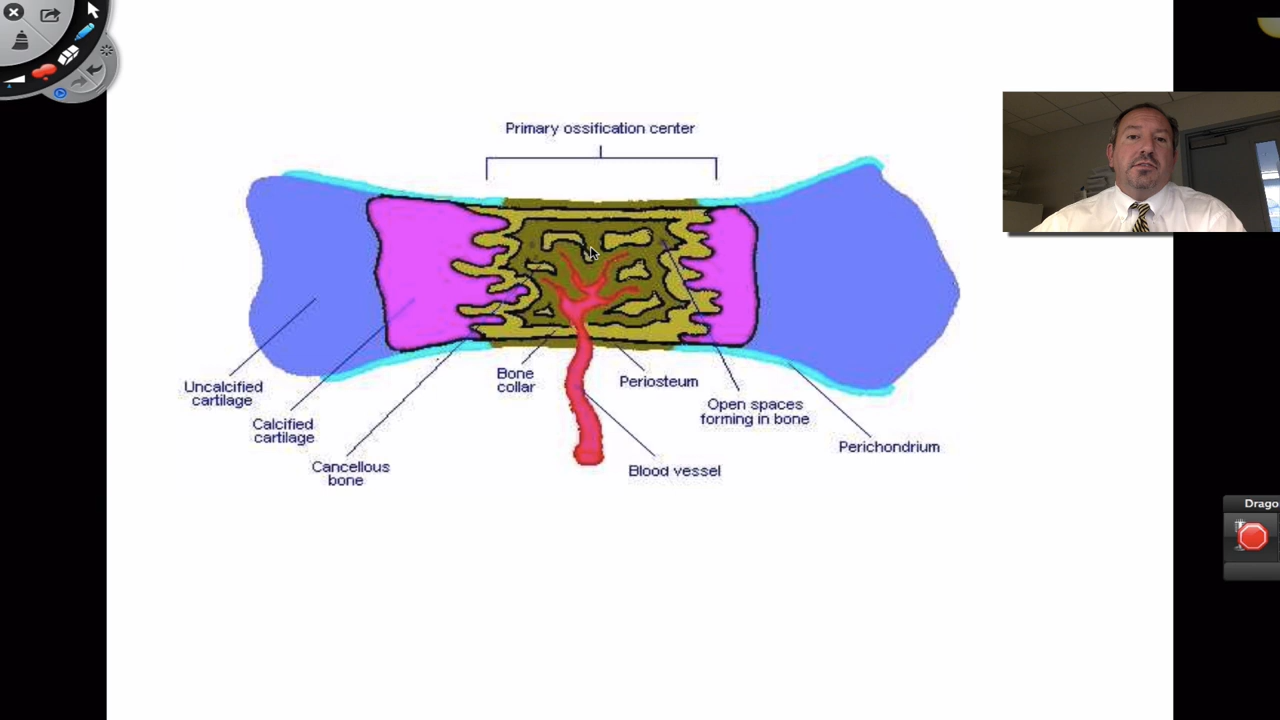 Primary ossification center
Uncalcified
cartilage
Calcified
cartilage
Cancellous
bone
Bone
collar
Periosteum
Blood vessel
Open spaces
forming in bone
Perichondrium
Drago